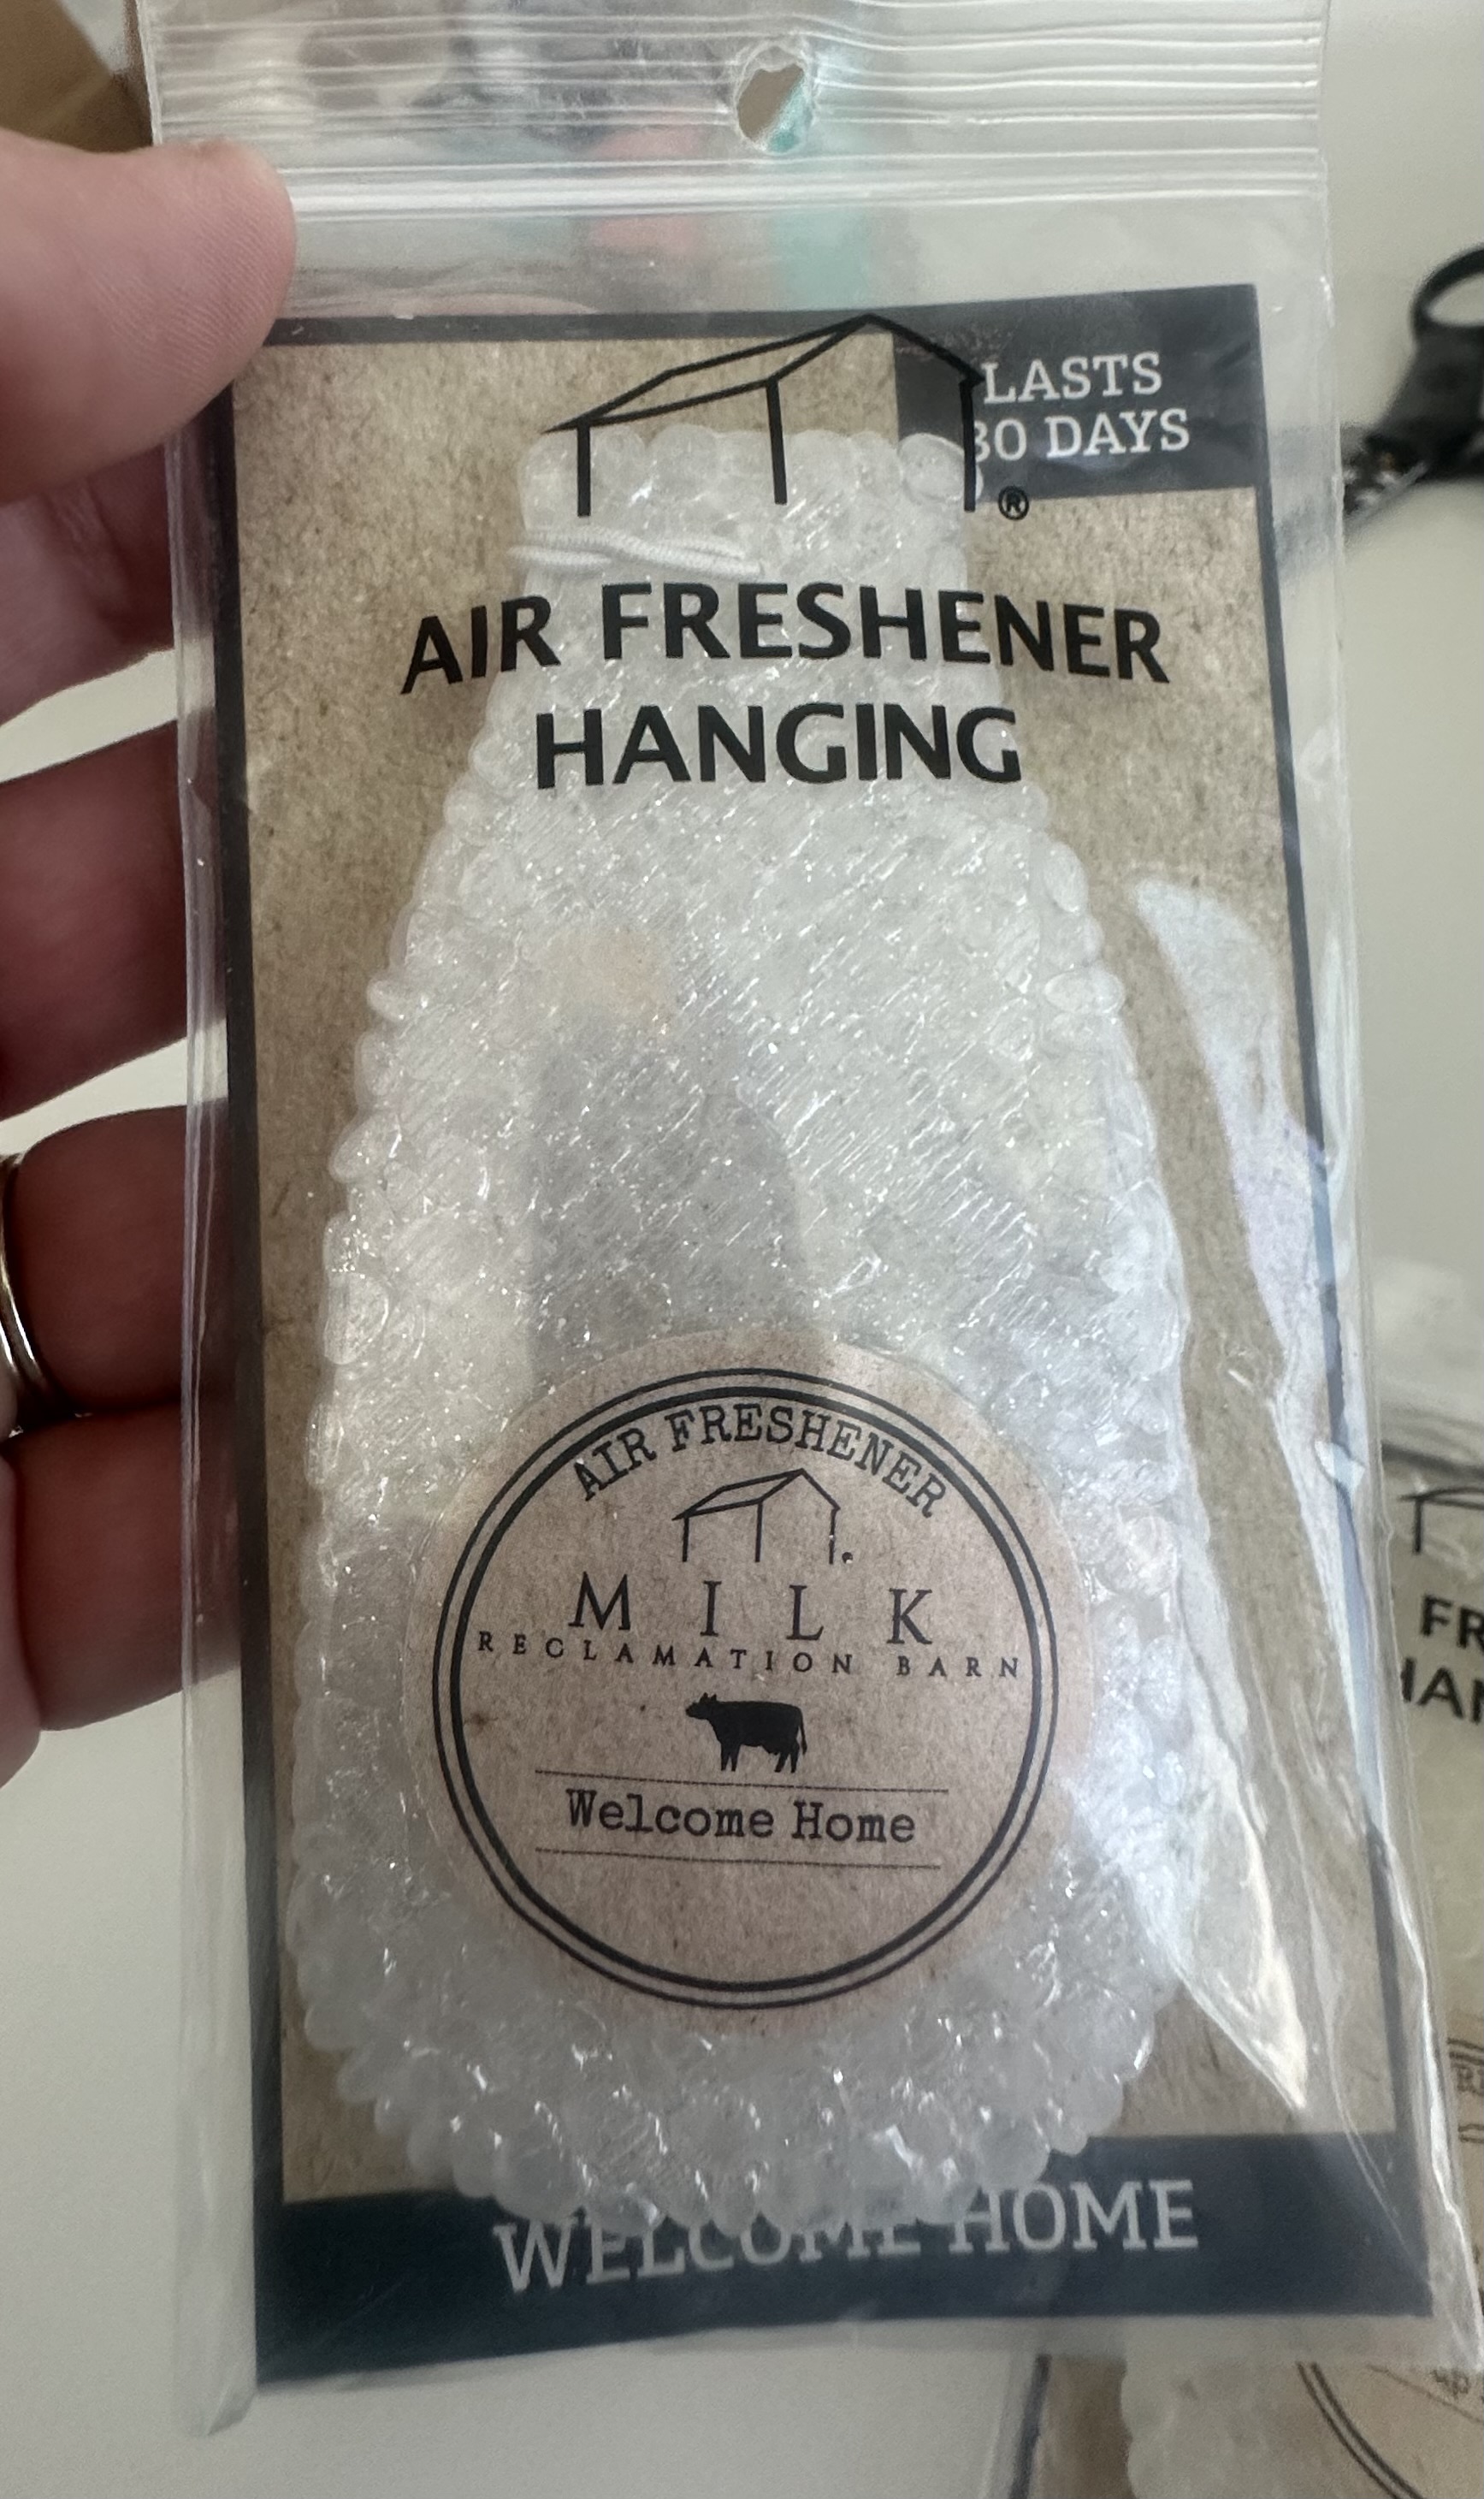 LASTS
30 DAYS
®
AIR FRESHENER
HANGING
AIR FRESHENER
MILK
RECLAMATION BARN
Welcome Home
WELCOME HOME